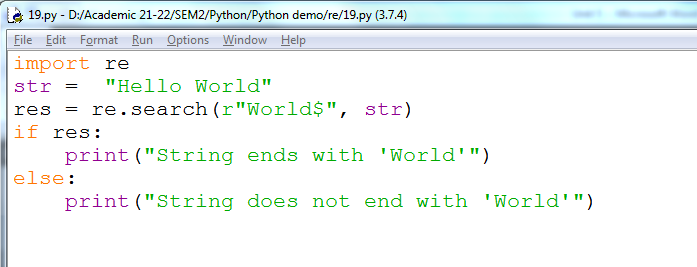 19.py - D:/Academic 21-22/SEM2/Python/Python demo/re/19.py (3.7.4)
File Edit Format Run Options Window Help
import re
str =  "Hello World"
res = re.search(r"World$", str)
if res:
    print("String ends with 'World'")
else:
    print("String does not end with 'World'")